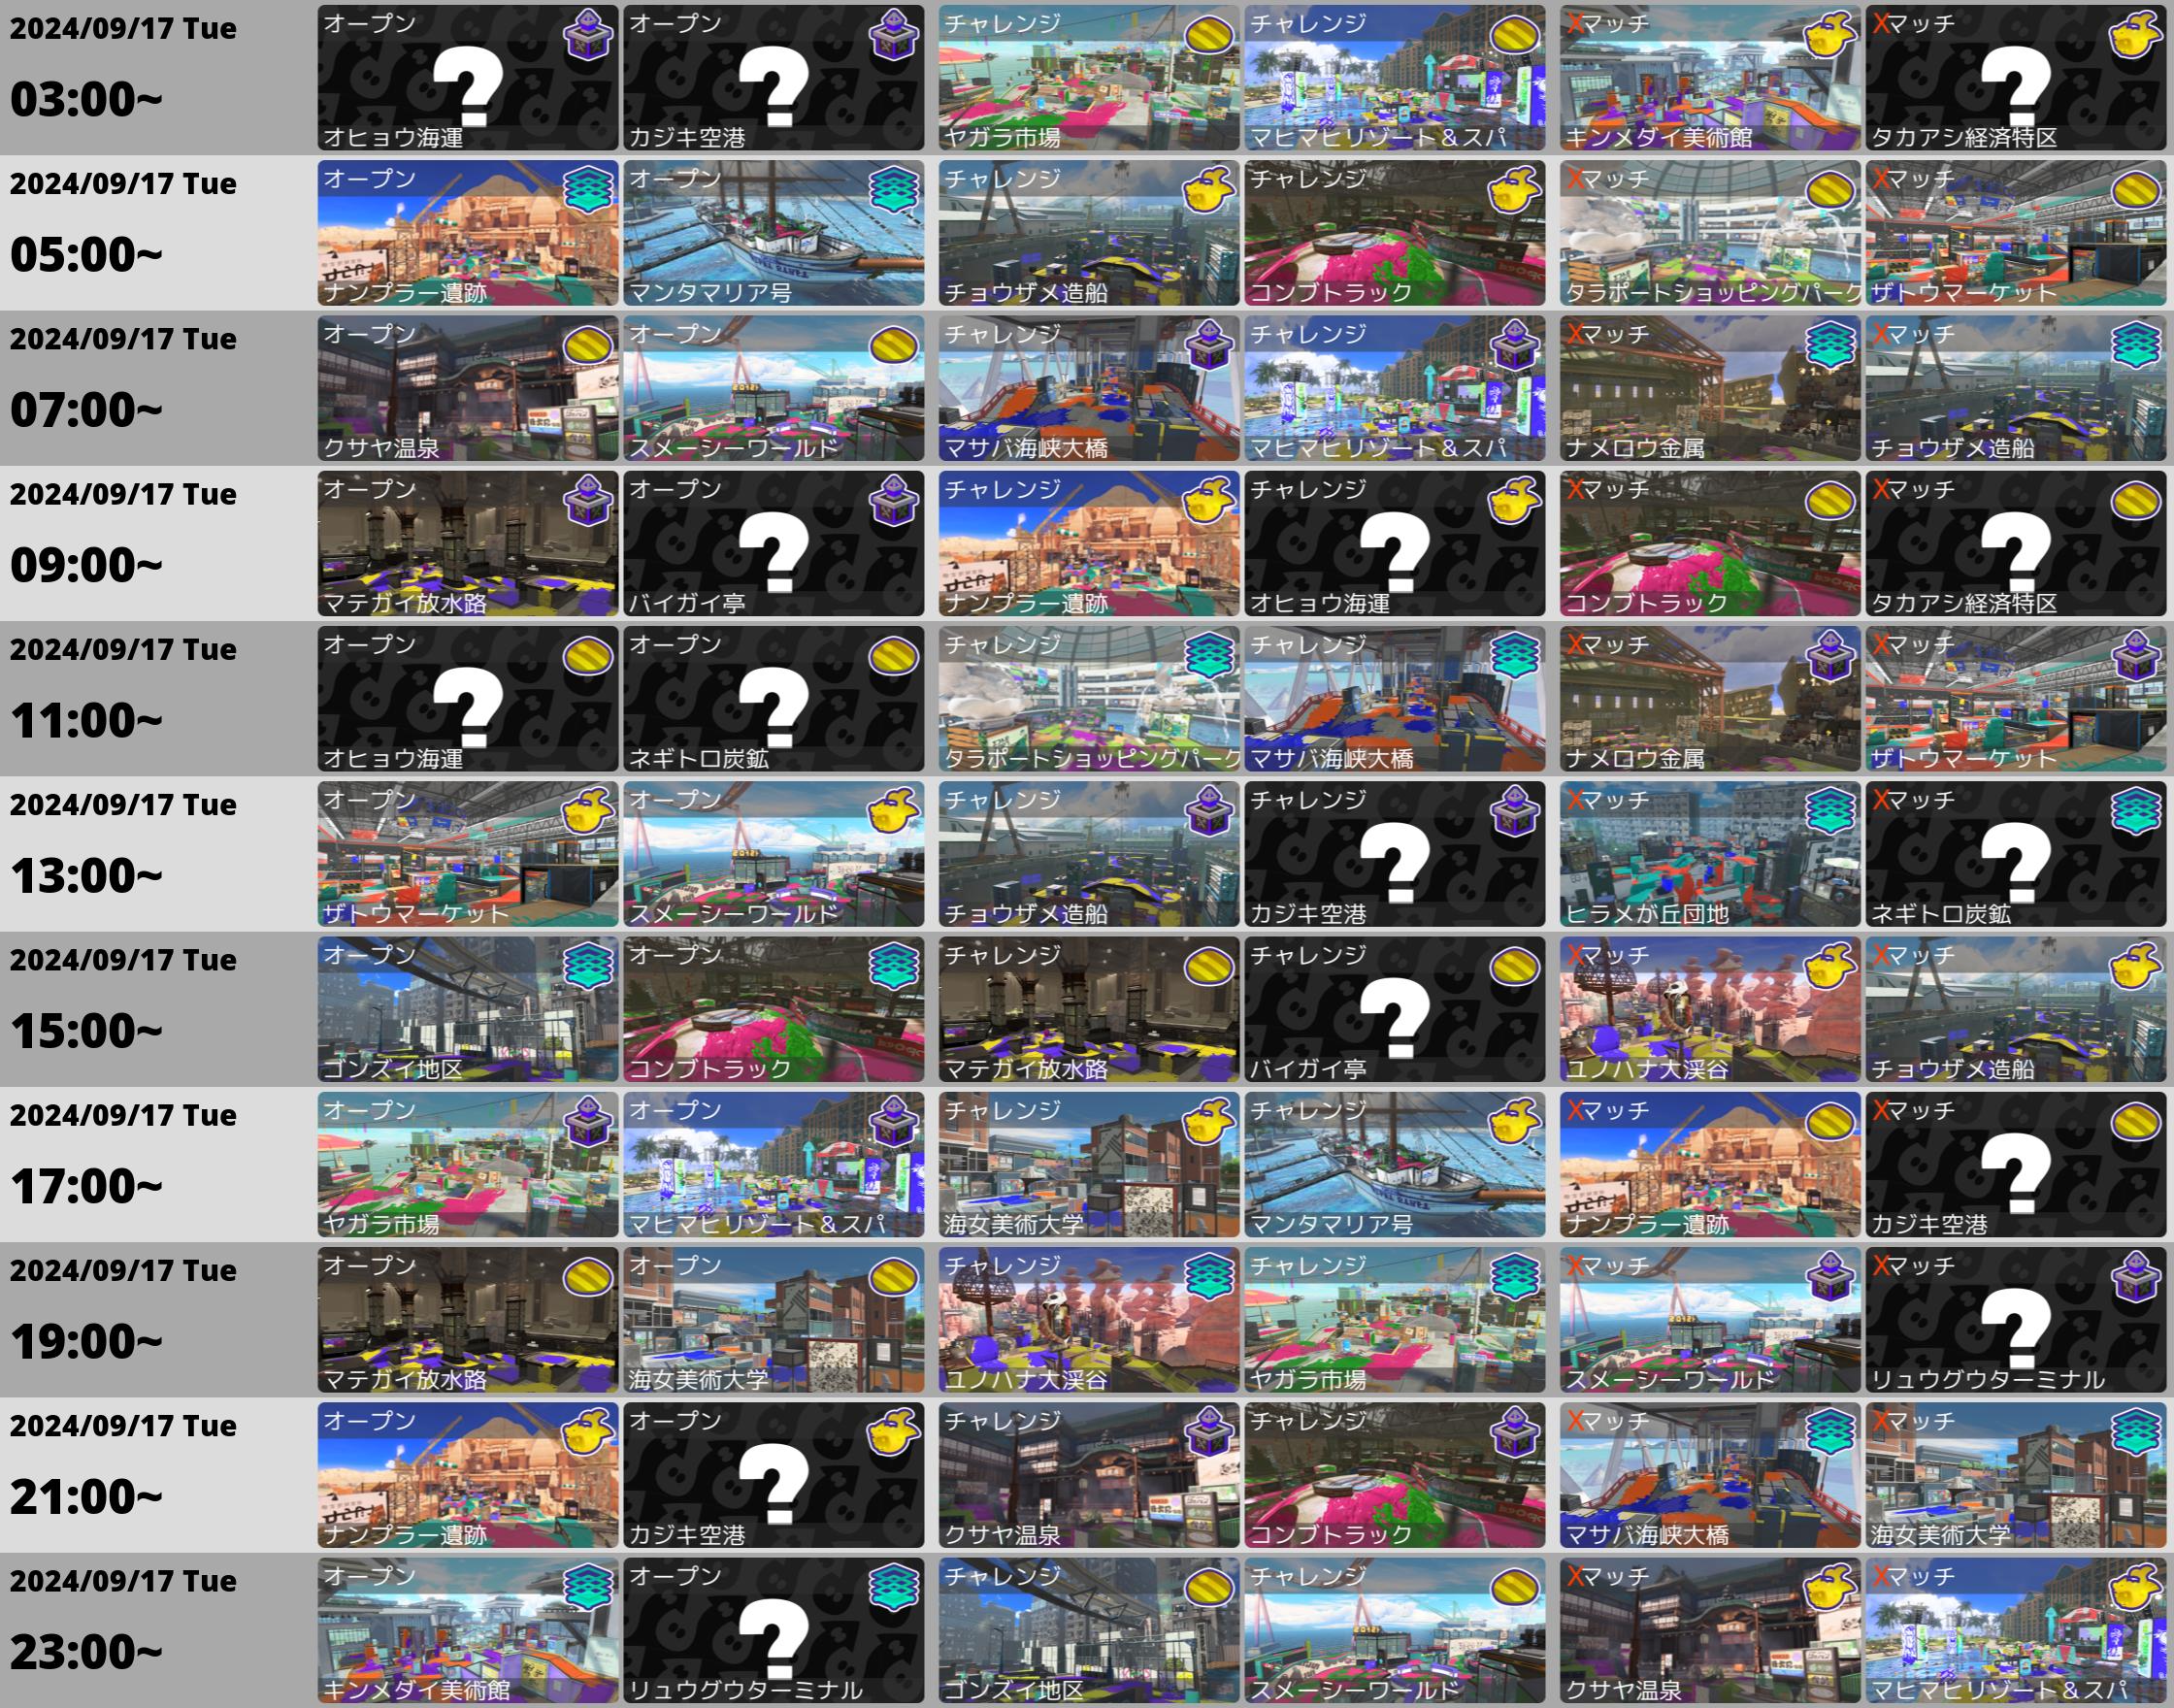 2024/09/17 Tue
03:00~
オープン オープン チャレンジ チャレンジ Xマッチ Xマッチ
オヒョウ海運 カジキ空港 ヤガラ市場 マヒマヒリゾート＆スパ キンメダイ美術館 タカアシ経済特区
2024/09/17 Tue
05:00~
オープン オープン チャレンジ チャレンジ Xマッチ Xマッチ
ナンプラー遺跡 マンタマリア号 チョウザメ造船 コンブトラック タラポートショッピングパーク ザトウマーケット
2024/09/17 Tue
07:00~
オープン オープン チャレンジ チャレンジ Xマッチ Xマッチ
クサヤ温泉 スメーシーワールド マサバ海峡大橋 マヒマヒリゾート＆スパ ナメロウ金属 チョウザメ造船
2024/09/17 Tue
09:00~
オープン オープン チャレンジ チャレンジ Xマッチ Xマッチ
マテガイ放水路 バイガイ亭 ナンプラー遺跡 オヒョウ海運 コンブトラック タカアシ経済特区
2024/09/17 Tue
11:00~
オープン オープン チャレンジ チャレンジ Xマッチ Xマッチ
オヒョウ海運 ネギトロ炭鉱 タラポートショッピングパーク マサバ海峡大橋 ナメロウ金属 ザトウマーケット
2024/09/17 Tue
13:00~
オープン オープン チャレンジ チャレンジ Xマッチ Xマッチ
ザトウマーケット スメーシーワールド チョウザメ造船 カジキ空港 ヒラメが丘団地 ネギトロ炭鉱
2024/09/17 Tue
15:00~
オープン オープン チャレンジ チャレンジ Xマッチ Xマッチ
ゴンズイ地区 コンブトラック マテガイ放水路 バイガイ亭 ユノハナ大渓谷 チョウザメ造船
2024/09/17 Tue
17:00~
オープン オープン チャレンジ チャレンジ Xマッチ Xマッチ
ヤガラ市場 マヒマヒリゾート＆スパ 海女美術大学 マンタマリア号 ナンプラー遺跡 カジキ空港
2024/09/17 Tue
19:00~
オープン オープン チャレンジ チャレンジ Xマッチ Xマッチ
マテガイ放水路 海女美術大学 ユノハナ大渓谷 ヤガラ市場 スメーシーワールド リュウグウターミナル
2024/09/17 Tue
21:00~
オープン オープン チャレンジ チャレンジ Xマッチ Xマッチ
ナンプラー遺跡 カジキ空港 クサヤ温泉 コンブトラック マサバ海峡大橋 海女美術大学
2024/09/17 Tue
23:00~
オープン オープン チャレンジ チャレンジ Xマッチ Xマッチ
キンメダイ美術館 リュウグウターミナル ゴンズイ地区 スメーシーワールド クサヤ温泉 マヒマヒリゾート＆スパ